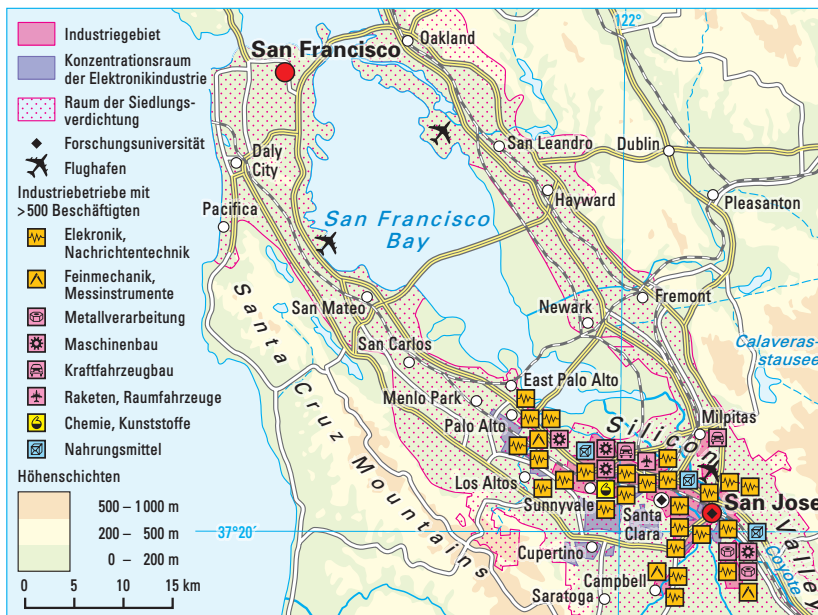 Industriegebiet
Konzentrationsraum
der Elektronikindustrie
Raum der Siedlungs-
verdichtung
Forschungsuniversität
Flughafen
Industriebetriebe mit
>500 Beschäftigten
Elekronik,
Nachrichtentechnik
Feinmechanik,
Messinstrumente
Metallverarbeitung
Maschinenbau
Kraftfahrzeugbau
Raketen, Raumfahrzeuge
Chemie, Kunststoffe
Nahrungsmittel
Höhenschichten
500 – 1000 m
200 – 500 m
0 – 200 m
0 5 10 15 km
122°
37°20'
San Francisco
Oakland
Daly
City
Pacifica
San Leandro
Dublin
Hayward
Pleasanton
San Francisco
Bay
San Mateo
Newark
Fremont
San Carlos
Calaveras-
stausee
East Palo Alto
Menlo Park
Palo Alto
Milpitas
Santa Cruz Mountains
Silicon Valley
Los Altos
Sunnyvale
Santa
Clara
San Jose
Cupertino
Coyote
Campbell
Saratoga